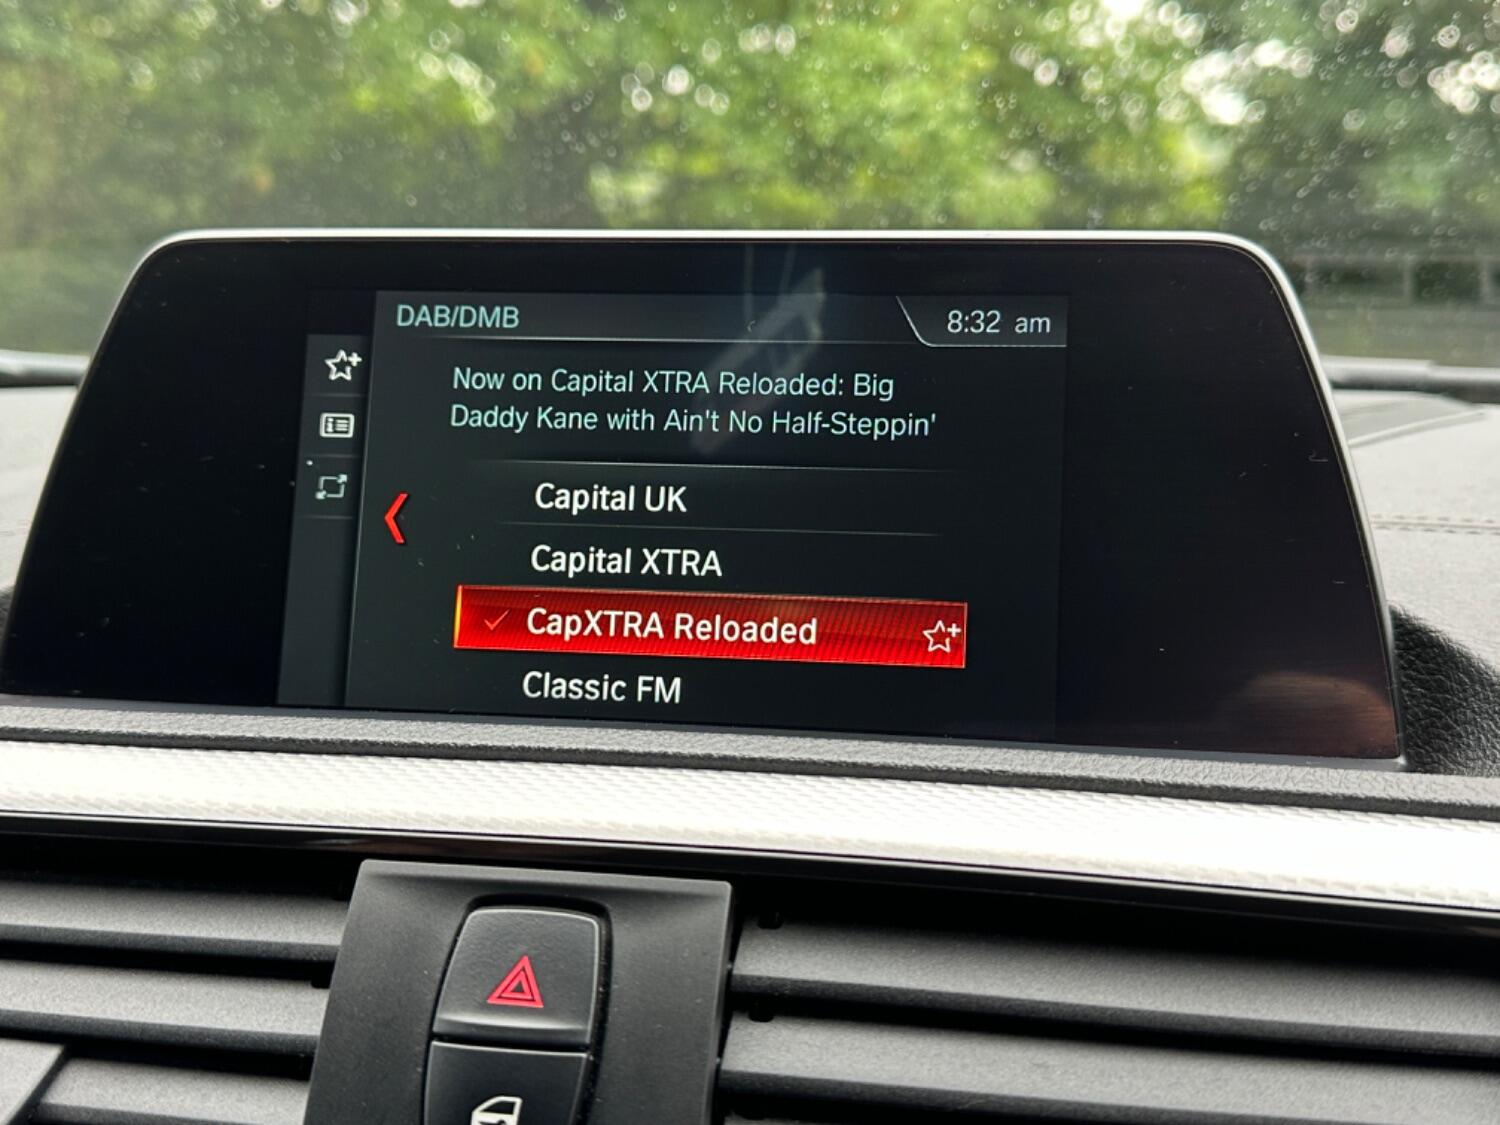 DAB/DMB
8:32 am
Now on Capital XTRA Reloaded: Big
Daddy Kane with Ain't No Half-Steppin'
Capital UK
Capital XTRA
CapXTRA Reloaded
Classic FM